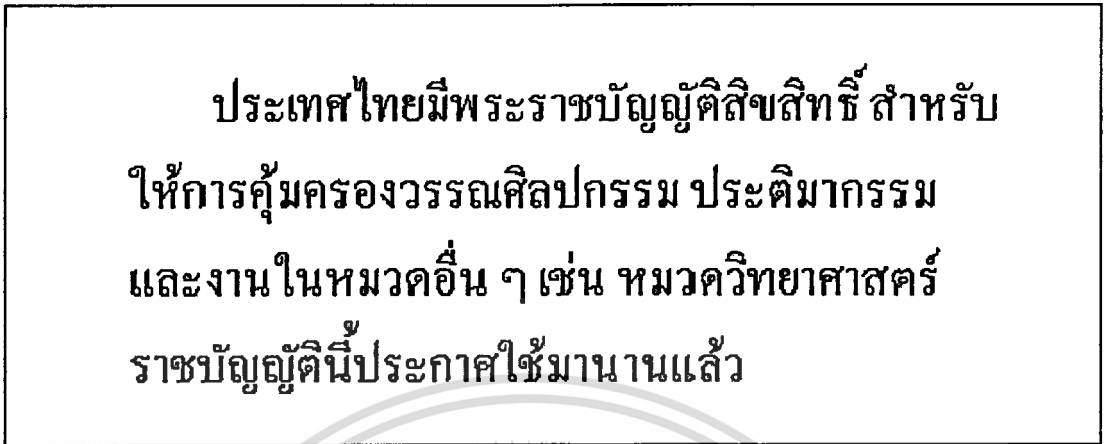 ประเทศไทยมีพระราชบัญญัติสิขสิทธิ์ สำหรับ
ให้การคุ้มครองวรรณศิลปกรรม ประติมากรรม
และงานในหมวดอื่น ๆ เช่น หมวดวิทยาศาสตร์
ราชบัญญัตินี้ประกาศใช้มานานแล้ว